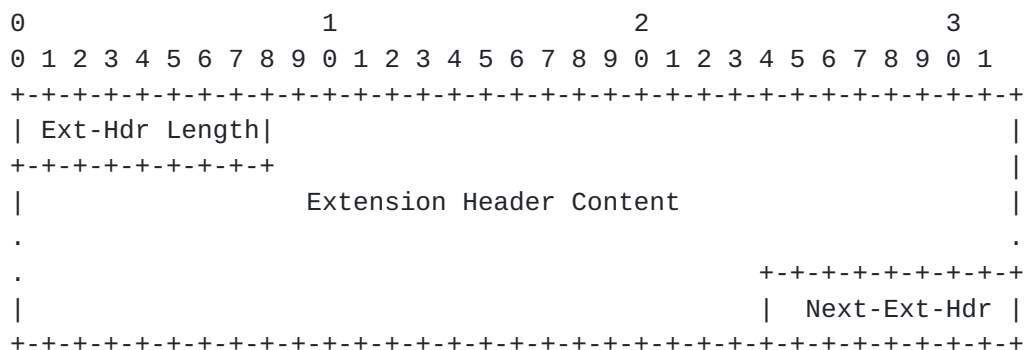 0                   1                   2                   3
0 1 2 3 4 5 6 7 8 9 0 1 2 3 4 5 6 7 8 9 0 1 2 3 4 5 6 7 8 9 0 1
+-+-+-+-+-+-+-+-+-+-+-+-+-+-+-+-+-+-+-+-+-+-+-+-+-+-+-+-+-+-+-+-+
| Ext-Hdr Length|                                               |
+-+-+-+-+-+-+-+-+                                               |
|                  Extension Header Content                     |
.                                                               .
.                                               +-+-+-+-+-+-+-+-+
|                                               |  Next-Ext-Hdr |
+-+-+-+-+-+-+-+-+-+-+-+-+-+-+-+-+-+-+-+-+-+-+-+-+-+-+-+-+-+-+-+-+